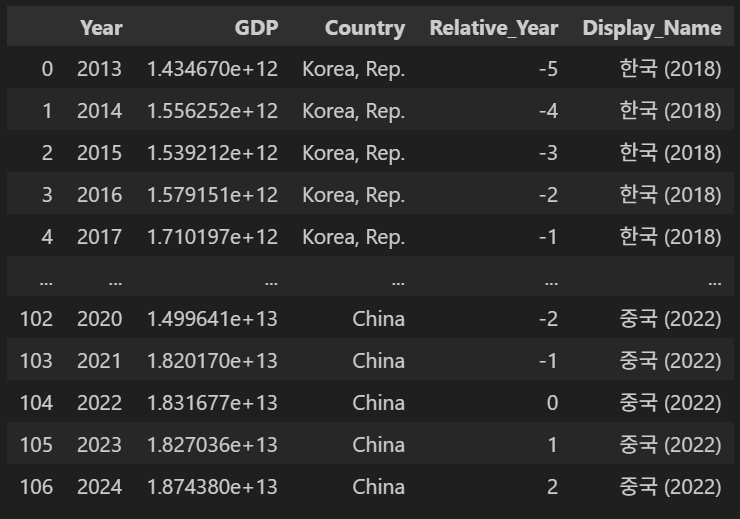 Year GDP Country Relative_Year Display_Name
0 2013 1.434670e+12 Korea, Rep. -5 한국 (2018)
1 2014 1.556252e+12 Korea, Rep. -4 한국 (2018)
2 2015 1.539212e+12 Korea, Rep. -3 한국 (2018)
3 2016 1.579151e+12 Korea, Rep. -2 한국 (2018)
4 2017 1.710197e+12 Korea, Rep. -1 한국 (2018)
... ... ... ... ... ...
102 2020 1.499641e+13 China -2 중국 (2022)
103 2021 1.820170e+13 China -1 중국 (2022)
104 2022 1.831677e+13 China 0 중국 (2022)
105 2023 1.827036e+13 China 1 중국 (2022)
106 2024 1.874380e+13 China 2 중국 (2022)